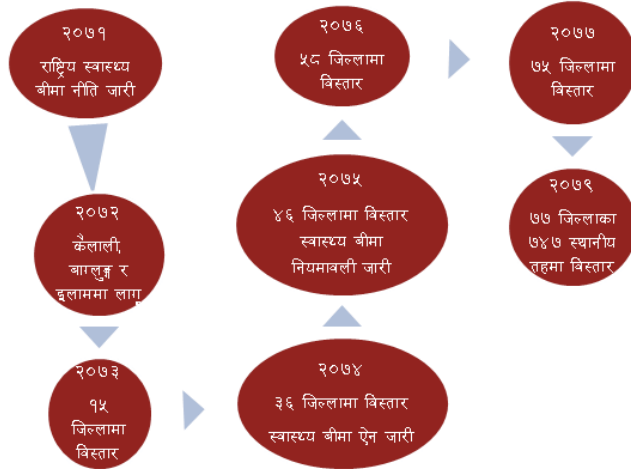 २०७१
राष्ट्रिय स्वास्थ्य
बीमा नीति जारी
२०७२
कैलाली,
बाग्लुङ्ग र
इलाममा लागू
२०७३
१५
जिल्लामा
विस्तार
२०७४
३६ जिल्लामा विस्तार
स्वास्थ्य बीमा ऐन जारी
२०७५
४६ जिल्लामा विस्तार
स्वास्थ्य बीमा
नियमावली जारी
२०७६
५८ जिल्लामा
विस्तार
२०७७
७५ जिल्लामा
विस्तार
२०७९
७७ जिल्लाका
७४७ स्थानीय
तहमा विस्तार